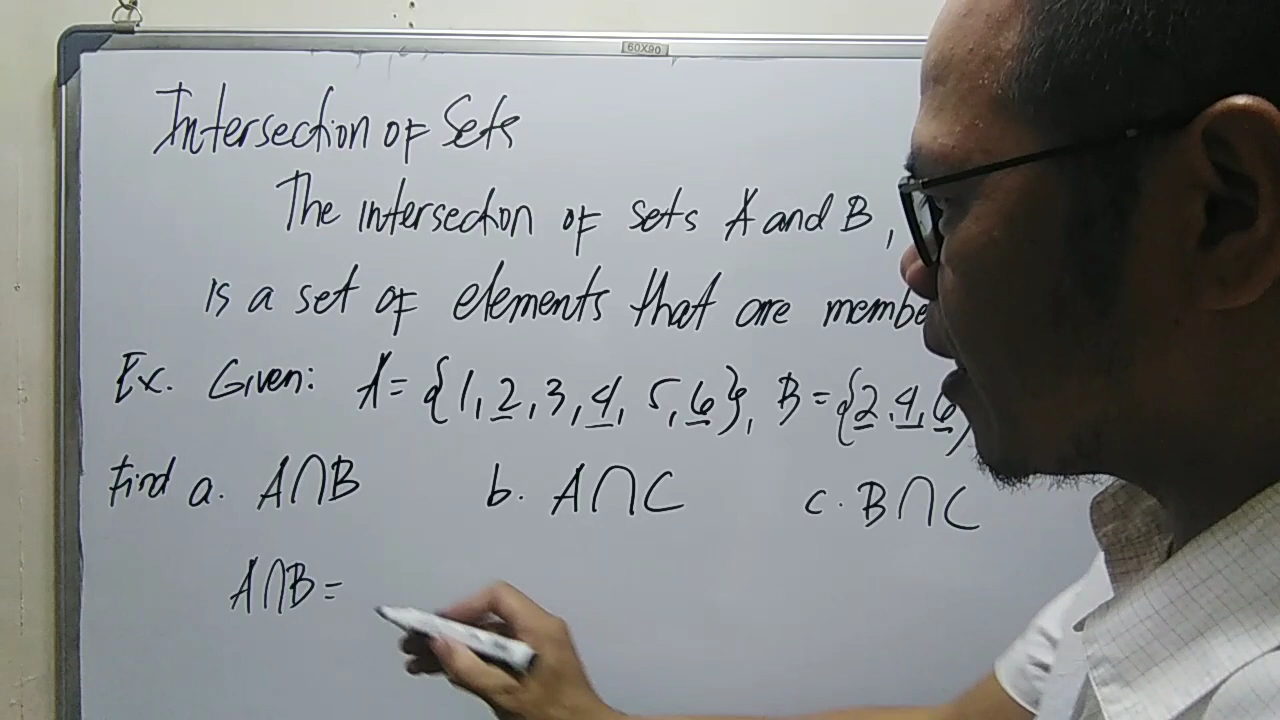 60X90
Intersection of Sets
The intersection of sets A and B,
is a set of elements that are membe
Ex. Given: A = {1, 2, 3, 4, 5, 6}, B = {2, 4, 6}
Find a. A∩B b. A∩C c. B∩C
A∩B =